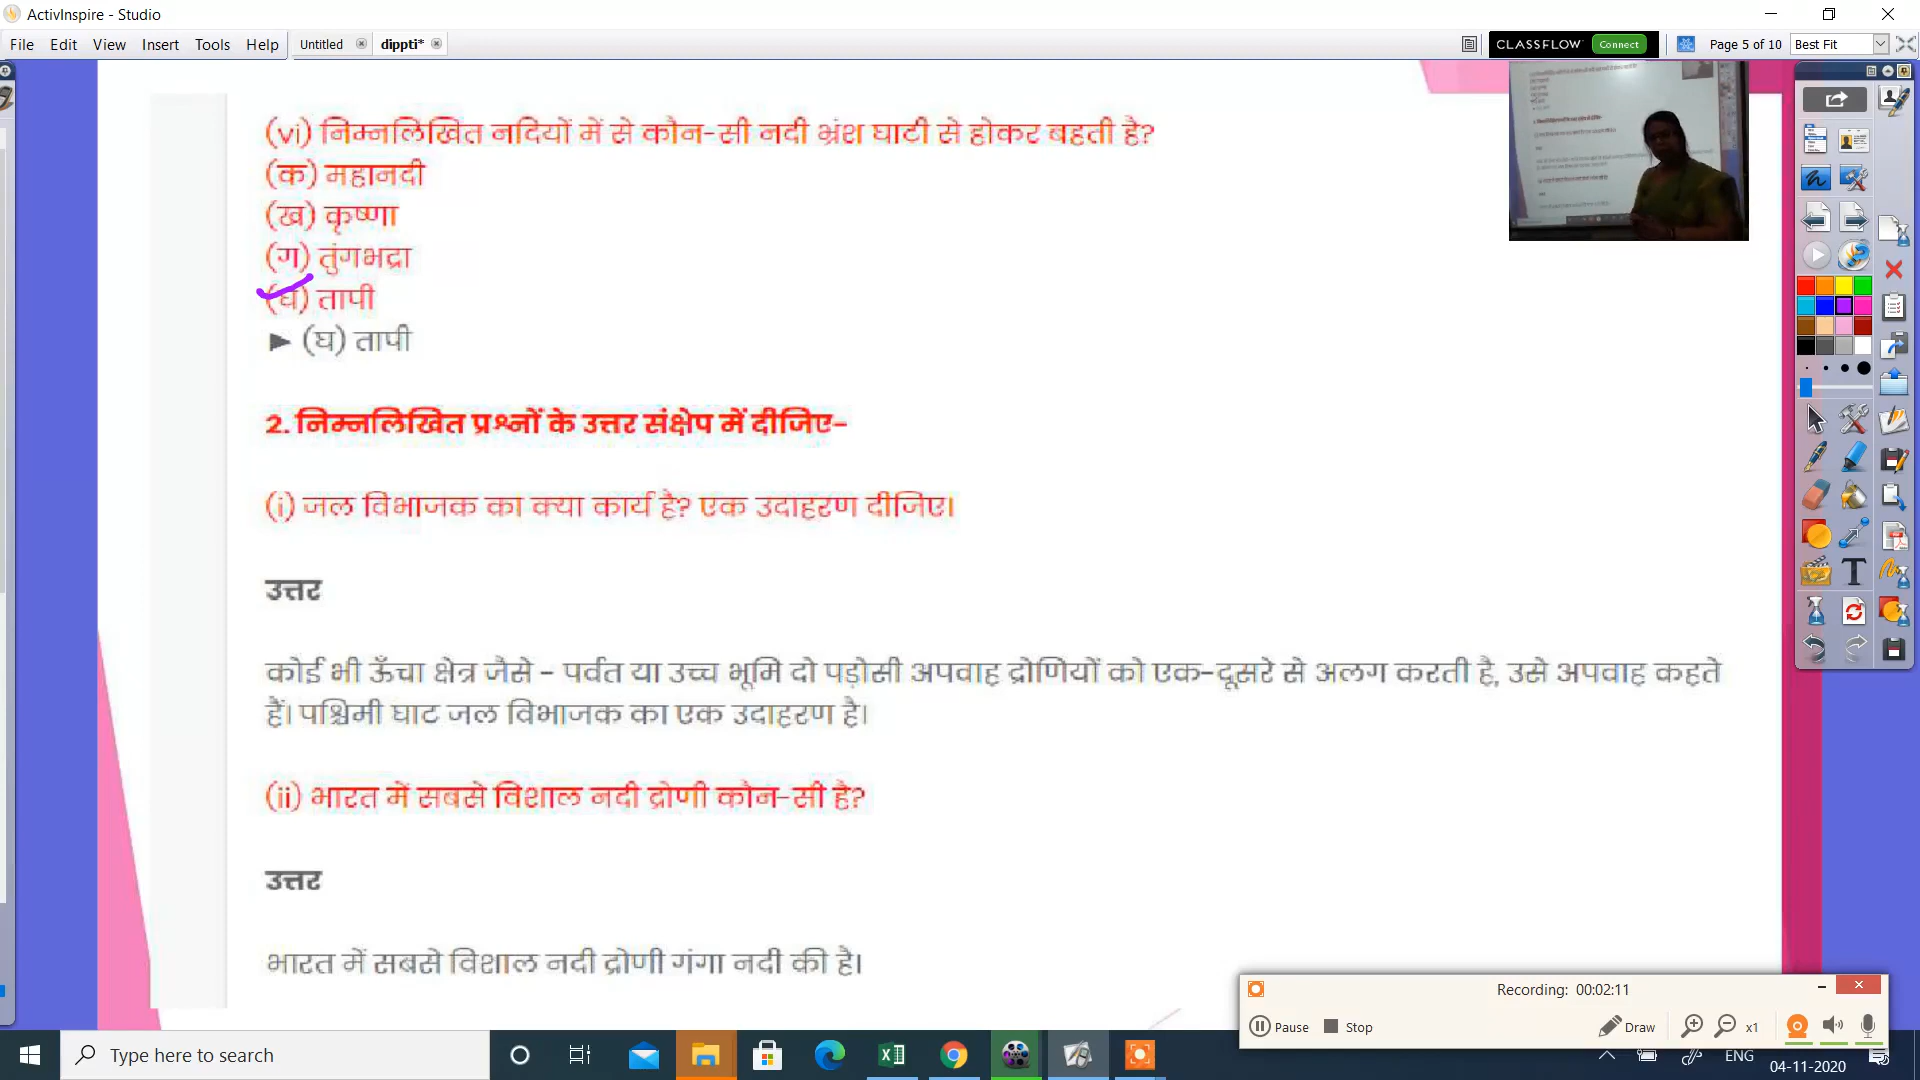 ActivInspire - Studio
File Edit View Insert Tools Help Untitled dippti* CLASSFLOW Connect Page 5 of 10 Best Fit
(vi) निम्नलिखित नदियों में से कौन-सी नदी भ्रंश घाटी से होकर बहती है?
(क) महानदी
(ख) कृष्णा
(ग) तुंगभद्रा
(घ) तापी
► (घ) तापी
2. निम्नलिखित प्रश्नों के उत्तर संक्षेप में दीजिए-
(i) जल विभाजक का क्या कार्य है? एक उदाहरण दीजिए।
उत्तर
कोई भी ऊँचा क्षेत्र जैसे - पर्वत या उच्च भूमि दो पड़ोसी अपवाह द्रोणियों को एक-दूसरे से अलग करती है, उसे अपवाह कहते
हैं। पश्चिमी घाट जल विभाजक का एक उदाहरण है।
(ii) भारत में सबसे विशाल नदी द्रोणी कौन-सी है?
उत्तर
भारत में सबसे विशाल नदी द्रोणी गंगा नदी की है।
Recording: 00:02:11
Pause Stop Draw x1
Type here to search ENG
04-11-2020